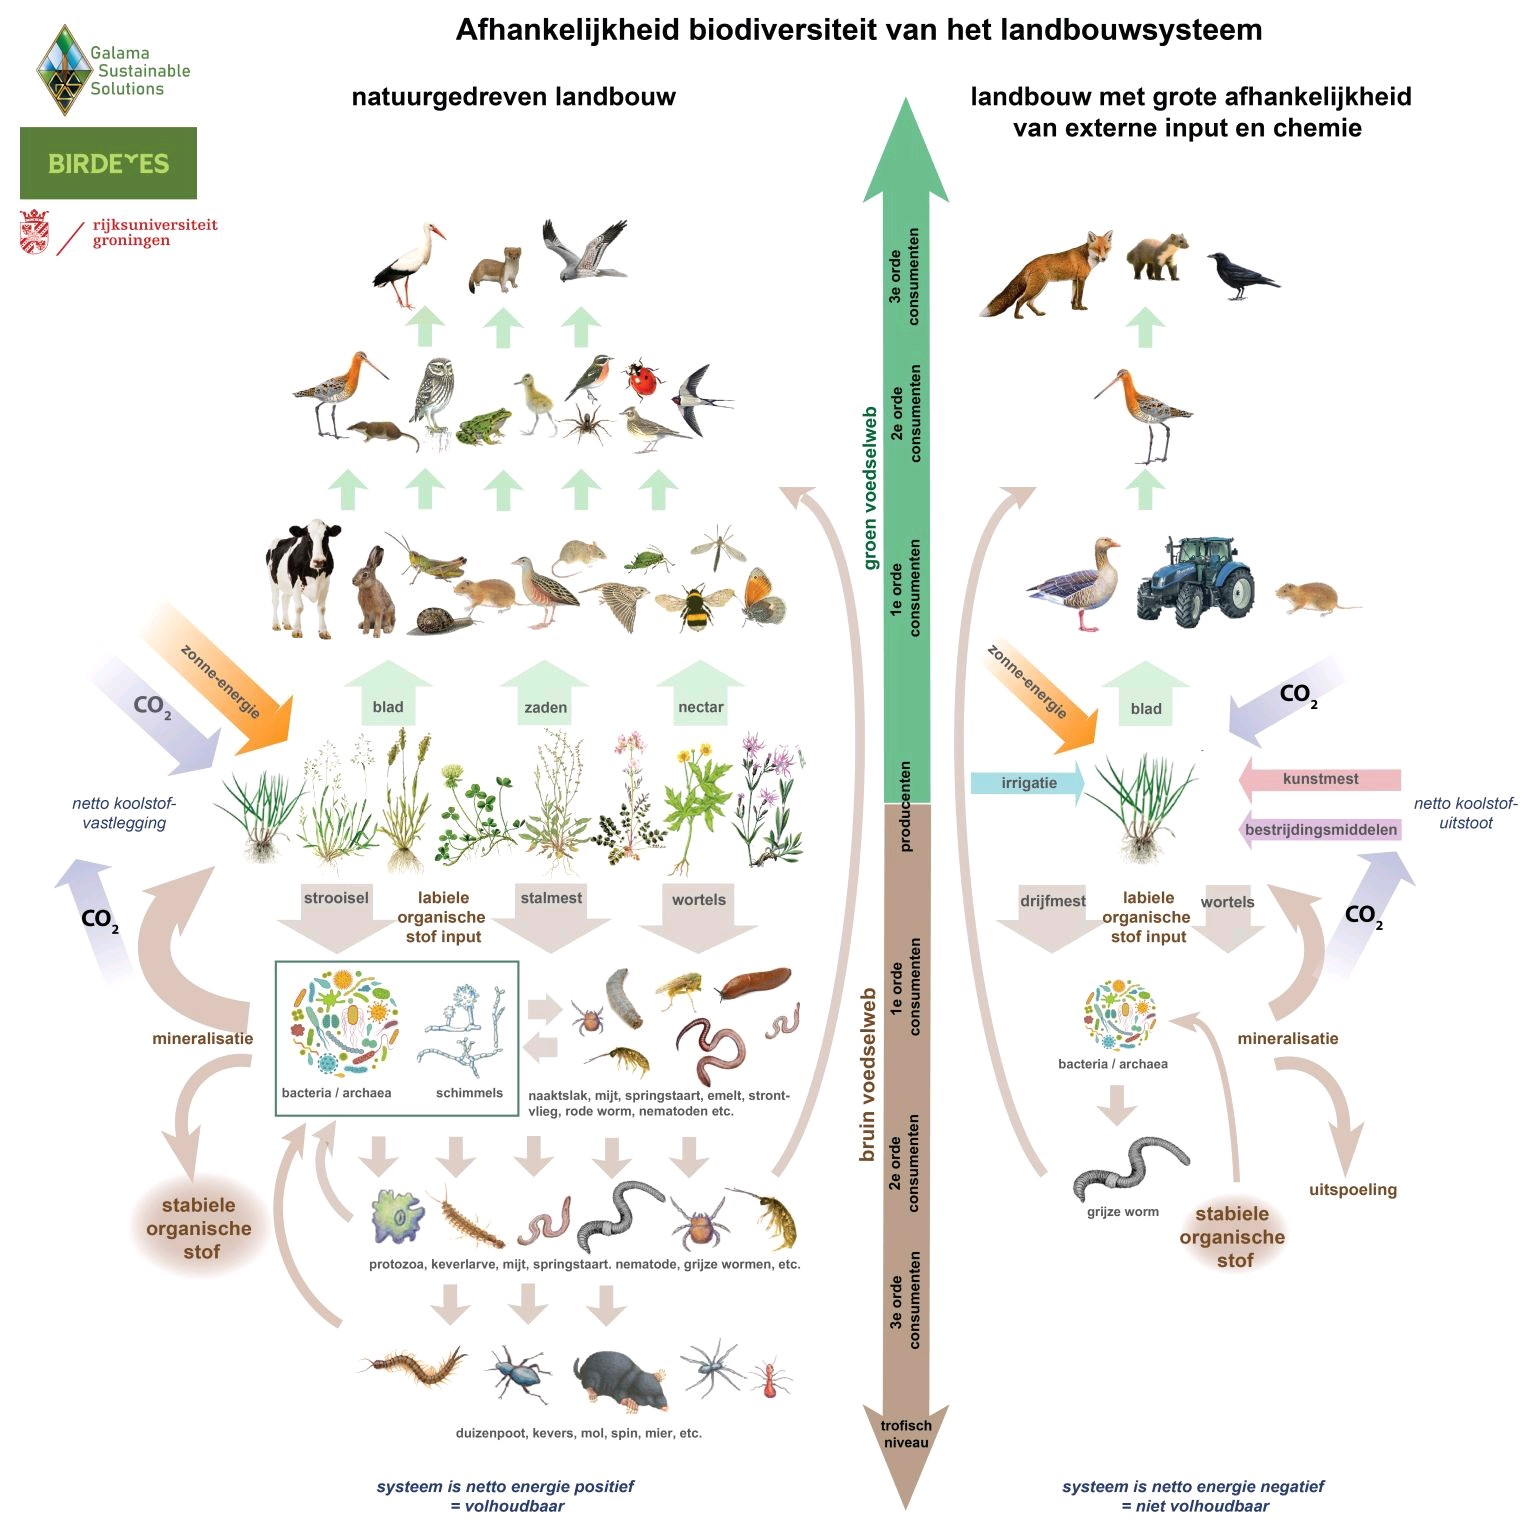 Afhankelijkheid biodiversiteit van het landbouwsysteem
Galama
Sustainable
Solutions
BIRDEYES
rijksuniversiteit
groningen
natuurgedreven landbouw
landbouw met grote afhankelijkheid
van externe input en chemie
3e orde
consumenten
2e orde
consumenten
groen voedselweb
1e orde
consumenten
producenten
zonne-energie
CO2
blad
zaden
nectar
netto koolstof-
vastlegging
CO2
strooisel
labiele
organische
stof input
stalmest
wortels
mineralisatie
bacteria / archaea
schimmels
naaktslak, mijt, springstaart, emelt, stront-
vlieg, rode worm, nematoden etc.
stabiele
organische
stof
protozoa, keverlarve, mijt, springstaart. nematode, grijze wormen, etc.
duizenpoot, kevers, mol, spin, mier, etc.
systeem is netto energie positief
= volhoudbaar
bruin voedselweb
1e orde
consumenten
2e orde
consumenten
3e orde
consumenten
trofisch
niveau
zonne-energie
blad
CO2
irrigatie
kunstmest
bestrijdingsmiddelen
netto koolstof-
uitstoot
CO2
drijfmest
labiele
organische
stof input
wortels
mineralisatie
bacteria / archaea
uitspoeling
grijze worm
stabiele
organische
stof
systeem is netto energie negatief
= niet volhoudbaar